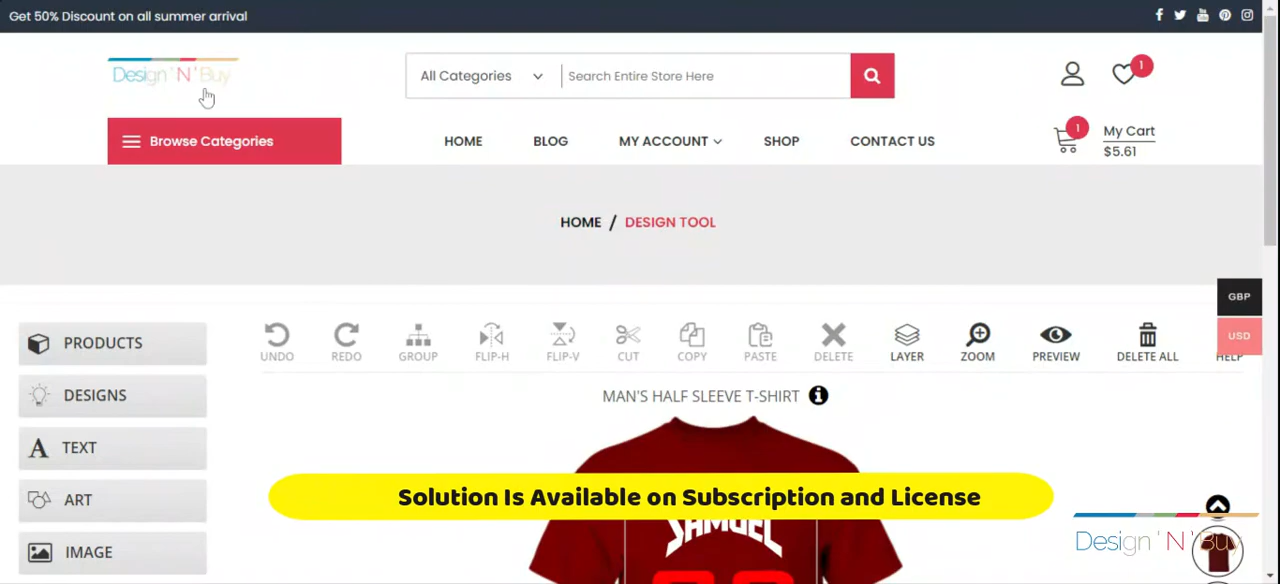 Get 50% Discount on all summer arrival
Design 'N' Buy
All Categories
Search Entire Store Here
1
Browse Categories
HOME
BLOG
MY ACCOUNT
SHOP
CONTACT US
1
My Cart
$5.61
HOME / DESIGN TOOL
GBP
USD
PRODUCTS
DESIGNS
TEXT
ART
IMAGE
UNDO
REDO
GROUP
FLIP-H
FLIP-V
CUT
COPY
PASTE
DELETE
LAYER
ZOOM
PREVIEW
DELETE ALL
HELP
MAN'S HALF SLEEVE T-SHIRT
Solution Is Available on Subscription and License
SAMUEL
Design 'N' Buy